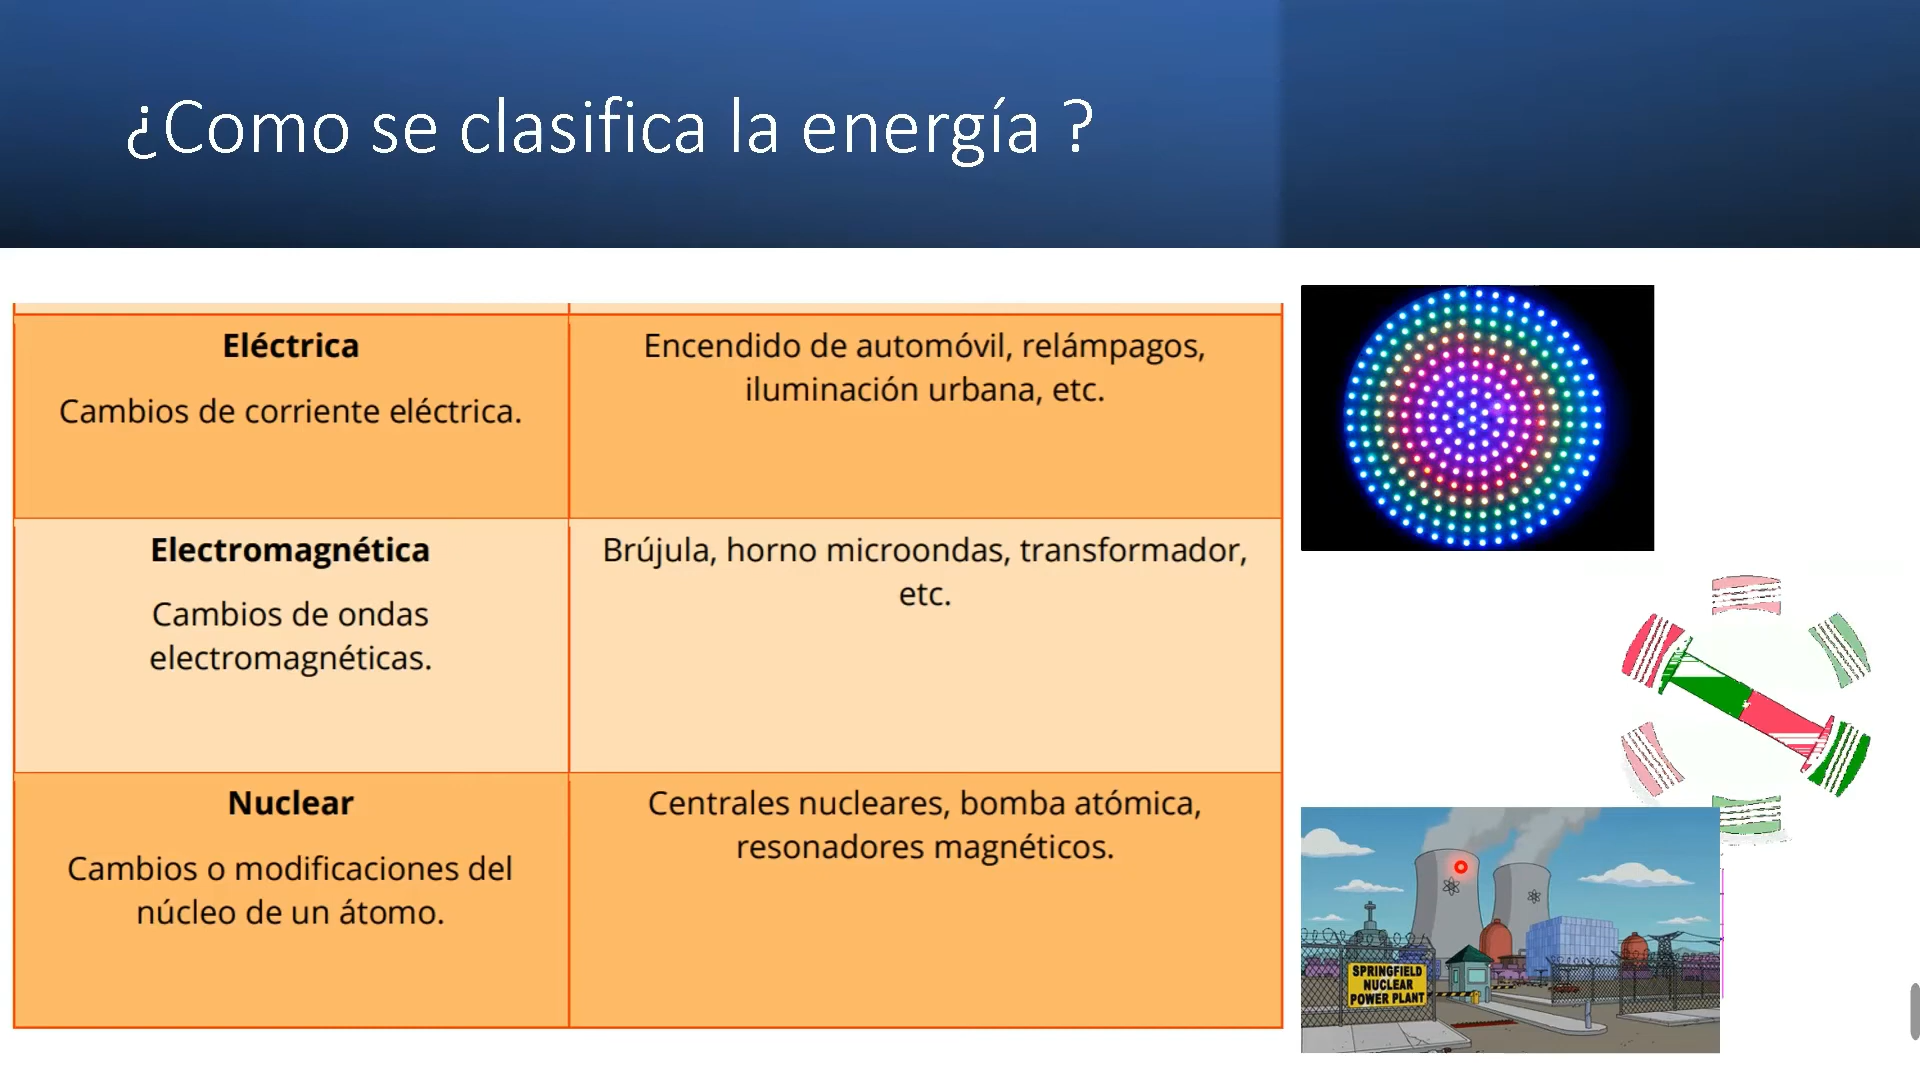 ¿Como se clasifica la energía ?
Eléctrica
Cambios de corriente eléctrica.
Encendido de automóvil, relámpagos,
iluminación urbana, etc.
Electromagnética
Cambios de ondas
electromagnéticas.
Brújula, horno microondas, transformador,
etc.
Nuclear
Cambios o modificaciones del
núcleo de un átomo.
Centrales nucleares, bomba atómica,
resonadores magnéticos.
SPRINGFIELD
NUCLEAR
POWER PLANT